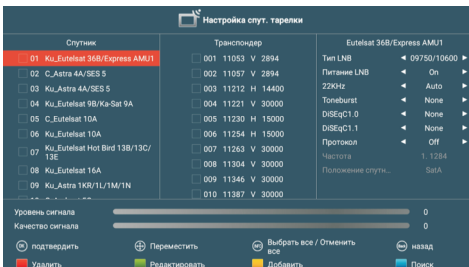 Настройка спут. тарелки
Спутник
01 Ku_Eutelsat 36B/Express AMU1
02 C_Astra 4A/SES 5
03 Ku_Astra 4A/SES 5
04 Ku_Eutelsat 9B/Ka-Sat 9A
05 C_Eutelsat 10A
06 Ku_Eutelsat 10A
07 Ku_Eutelsat Hot Bird 13B/13C/
13E
08 Ku_Eutelsat 16A
09 Ku_Astra 1KR/1L/1M/1N
Транспондер
001 11053 V 2894
002 11057 V 2894
003 11212 H 14400
004 11221 V 30000
005 11230 H 15000
006 11254 H 15000
007 11263 V 30000
008 11304 V 30000
009 11346 V 30000
010 11387 V 30000
Eutelsat 36B/Express AMU1
Тип LNB 09750/10600
Питание LNB On
22KHz Auto
Toneburst None
DiSEqC1.0 None
DiSEqC1.1 None
Протокол Off
Частота 1. 1284
Положение спутн... SatA
Уровень сигнала 0
Качество сигнала 0
OK подтвердить
Переместить
Выбрать все / Отменить
все
назад
Удалить
Редактировать
Добавить
Поиск